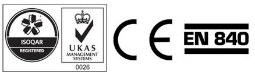 ISOQAR
REGISTERED
UKAS
MANAGEMENT
SYSTEMS
0026
CE
EN 840